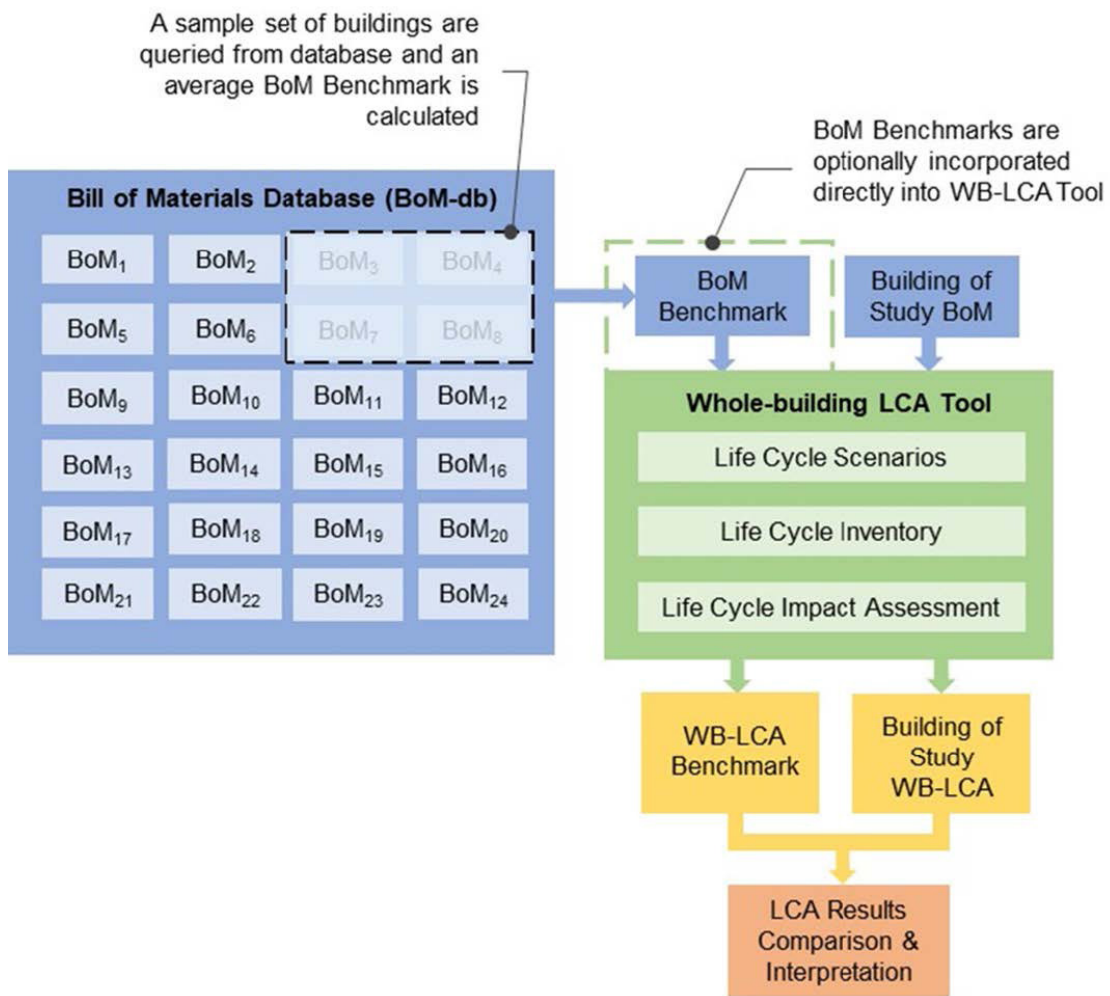 A sample set of buildings are
queried from database and an
average BoM Benchmark is
calculated
BoM Benchmarks are
optionally incorporated
directly into WB-LCA Tool
Bill of Materials Database (BoM-db)
BoM₁ BoM₂ BoM₃ BoM₄
BoM₅ BoM₆ BoM₇ BoM₈
BoM₉ BoM₁₀ BoM₁₁ BoM₁₂
BoM₁₃ BoM₁₄ BoM₁₅ BoM₁₆
BoM₁₇ BoM₁₈ BoM₁₉ BoM₂₀
BoM₂₁ BoM₂₂ BoM₂₃ BoM₂₄
BoM
Benchmark
Building of
Study BoM
Whole-building LCA Tool
Life Cycle Scenarios
Life Cycle Inventory
Life Cycle Impact Assessment
WB-LCA
Benchmark
Building of
Study
WB-LCA
LCA Results
Comparison &
Interpretation